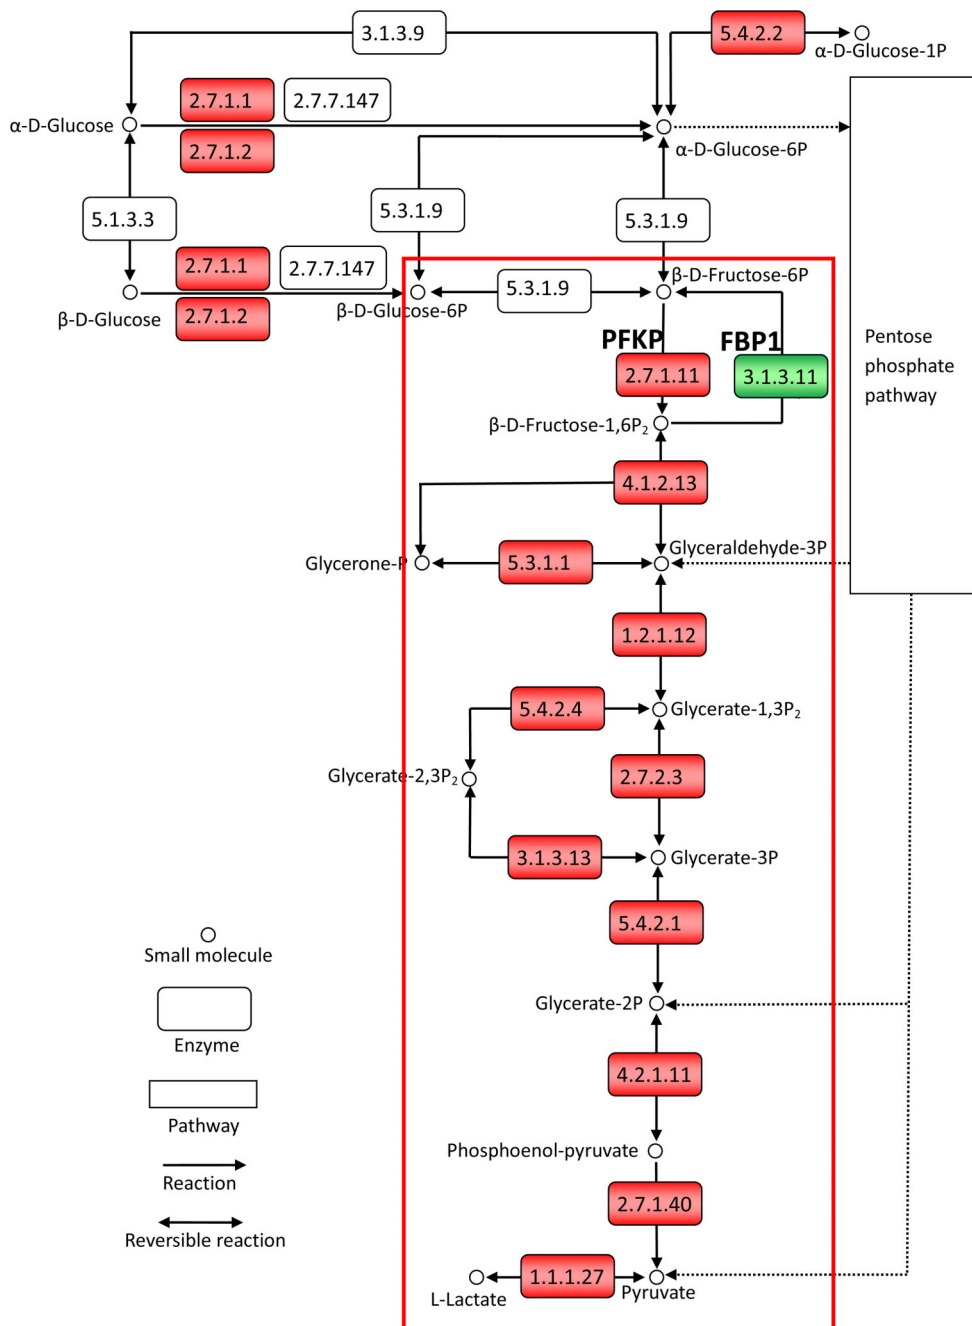 3.1.3.9
5.4.2.2
α-D-Glucose-1P
2.7.1.1
2.7.7.147
α-D-Glucose
2.7.1.2
α-D-Glucose-6P
5.1.3.3
5.3.1.9
5.3.1.9
2.7.1.1
2.7.7.147
β-D-Glucose
2.7.1.2
β-D-Glucose-6P
5.3.1.9
β-D-Fructose-6P
PFKP
FBP1
2.7.1.11
3.1.3.11
Pentose
phosphate
pathway
β-D-Fructose-1,6P₂
4.1.2.13
Glycerone-P
5.3.1.1
Glyceraldehyde-3P
1.2.1.12
5.4.2.4
Glycerate-1,3P₂
Glycerate-2,3P₂
2.7.2.3
3.1.3.13
Glycerate-3P
5.4.2.1
Glycerate-2P
4.2.1.11
Phosphoenol-pyruvate
2.7.1.40
1.1.1.27
L-Lactate
Pyruvate
Small molecule
Enzyme
Pathway
Reaction
Reversible reaction